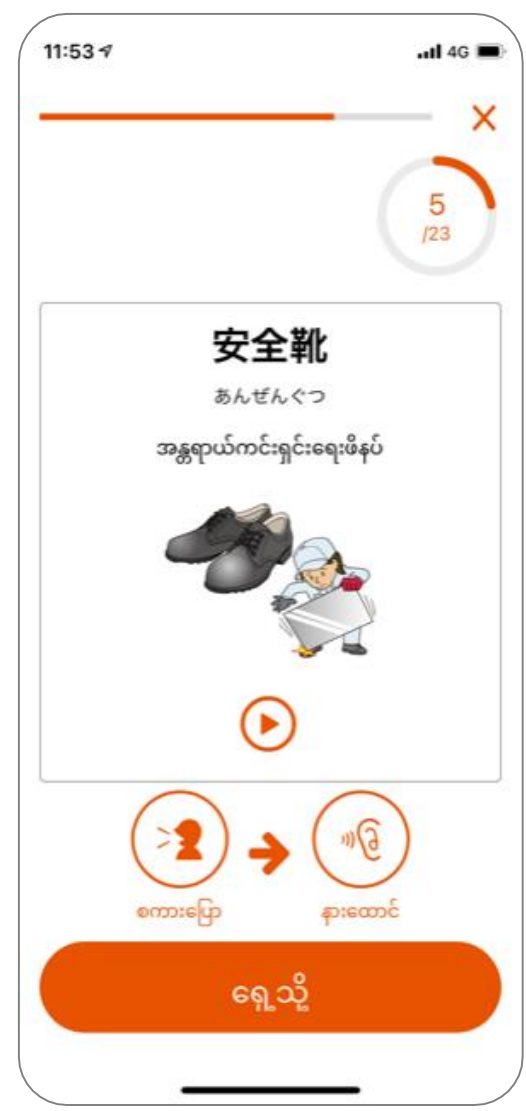 11:53
4G
5
/23
安全靴
あんぜんぐつ
အန္တရာယ်ကင်းရှင်းရေးဖိနပ်
စကားပြော
နားထောင်
ရှေ့သို့